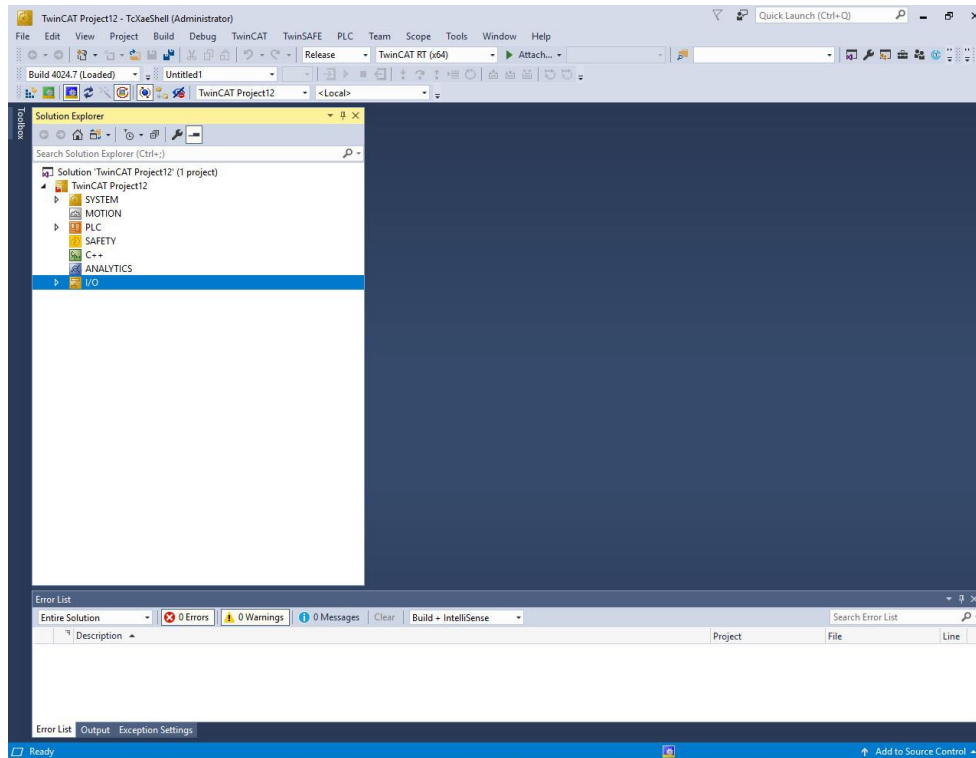 TwinCAT Project12 - TcXaeShell (Administrator)
Quick Launch (Ctrl+Q)
File Edit View Project Build Debug TwinCAT TwinSAFE PLC Team Scope Tools Window Help
Release TwinCAT RT (x64) Attach...
Build 4024.7 (Loaded) Untitled1
TwinCAT Project12 <Local>
Toolbox
Solution Explorer
Search Solution Explorer (Ctrl+;)
Solution 'TwinCAT Project12' (1 project)
TwinCAT Project12
SYSTEM
MOTION
PLC
SAFETY
C++
ANALYTICS
I/O
Error List
Entire Solution 0 Errors 0 Warnings 0 Messages Clear Build + IntelliSense Search Error List
Description Project File Line
Error List Output Exception Settings
Ready Add to Source Control